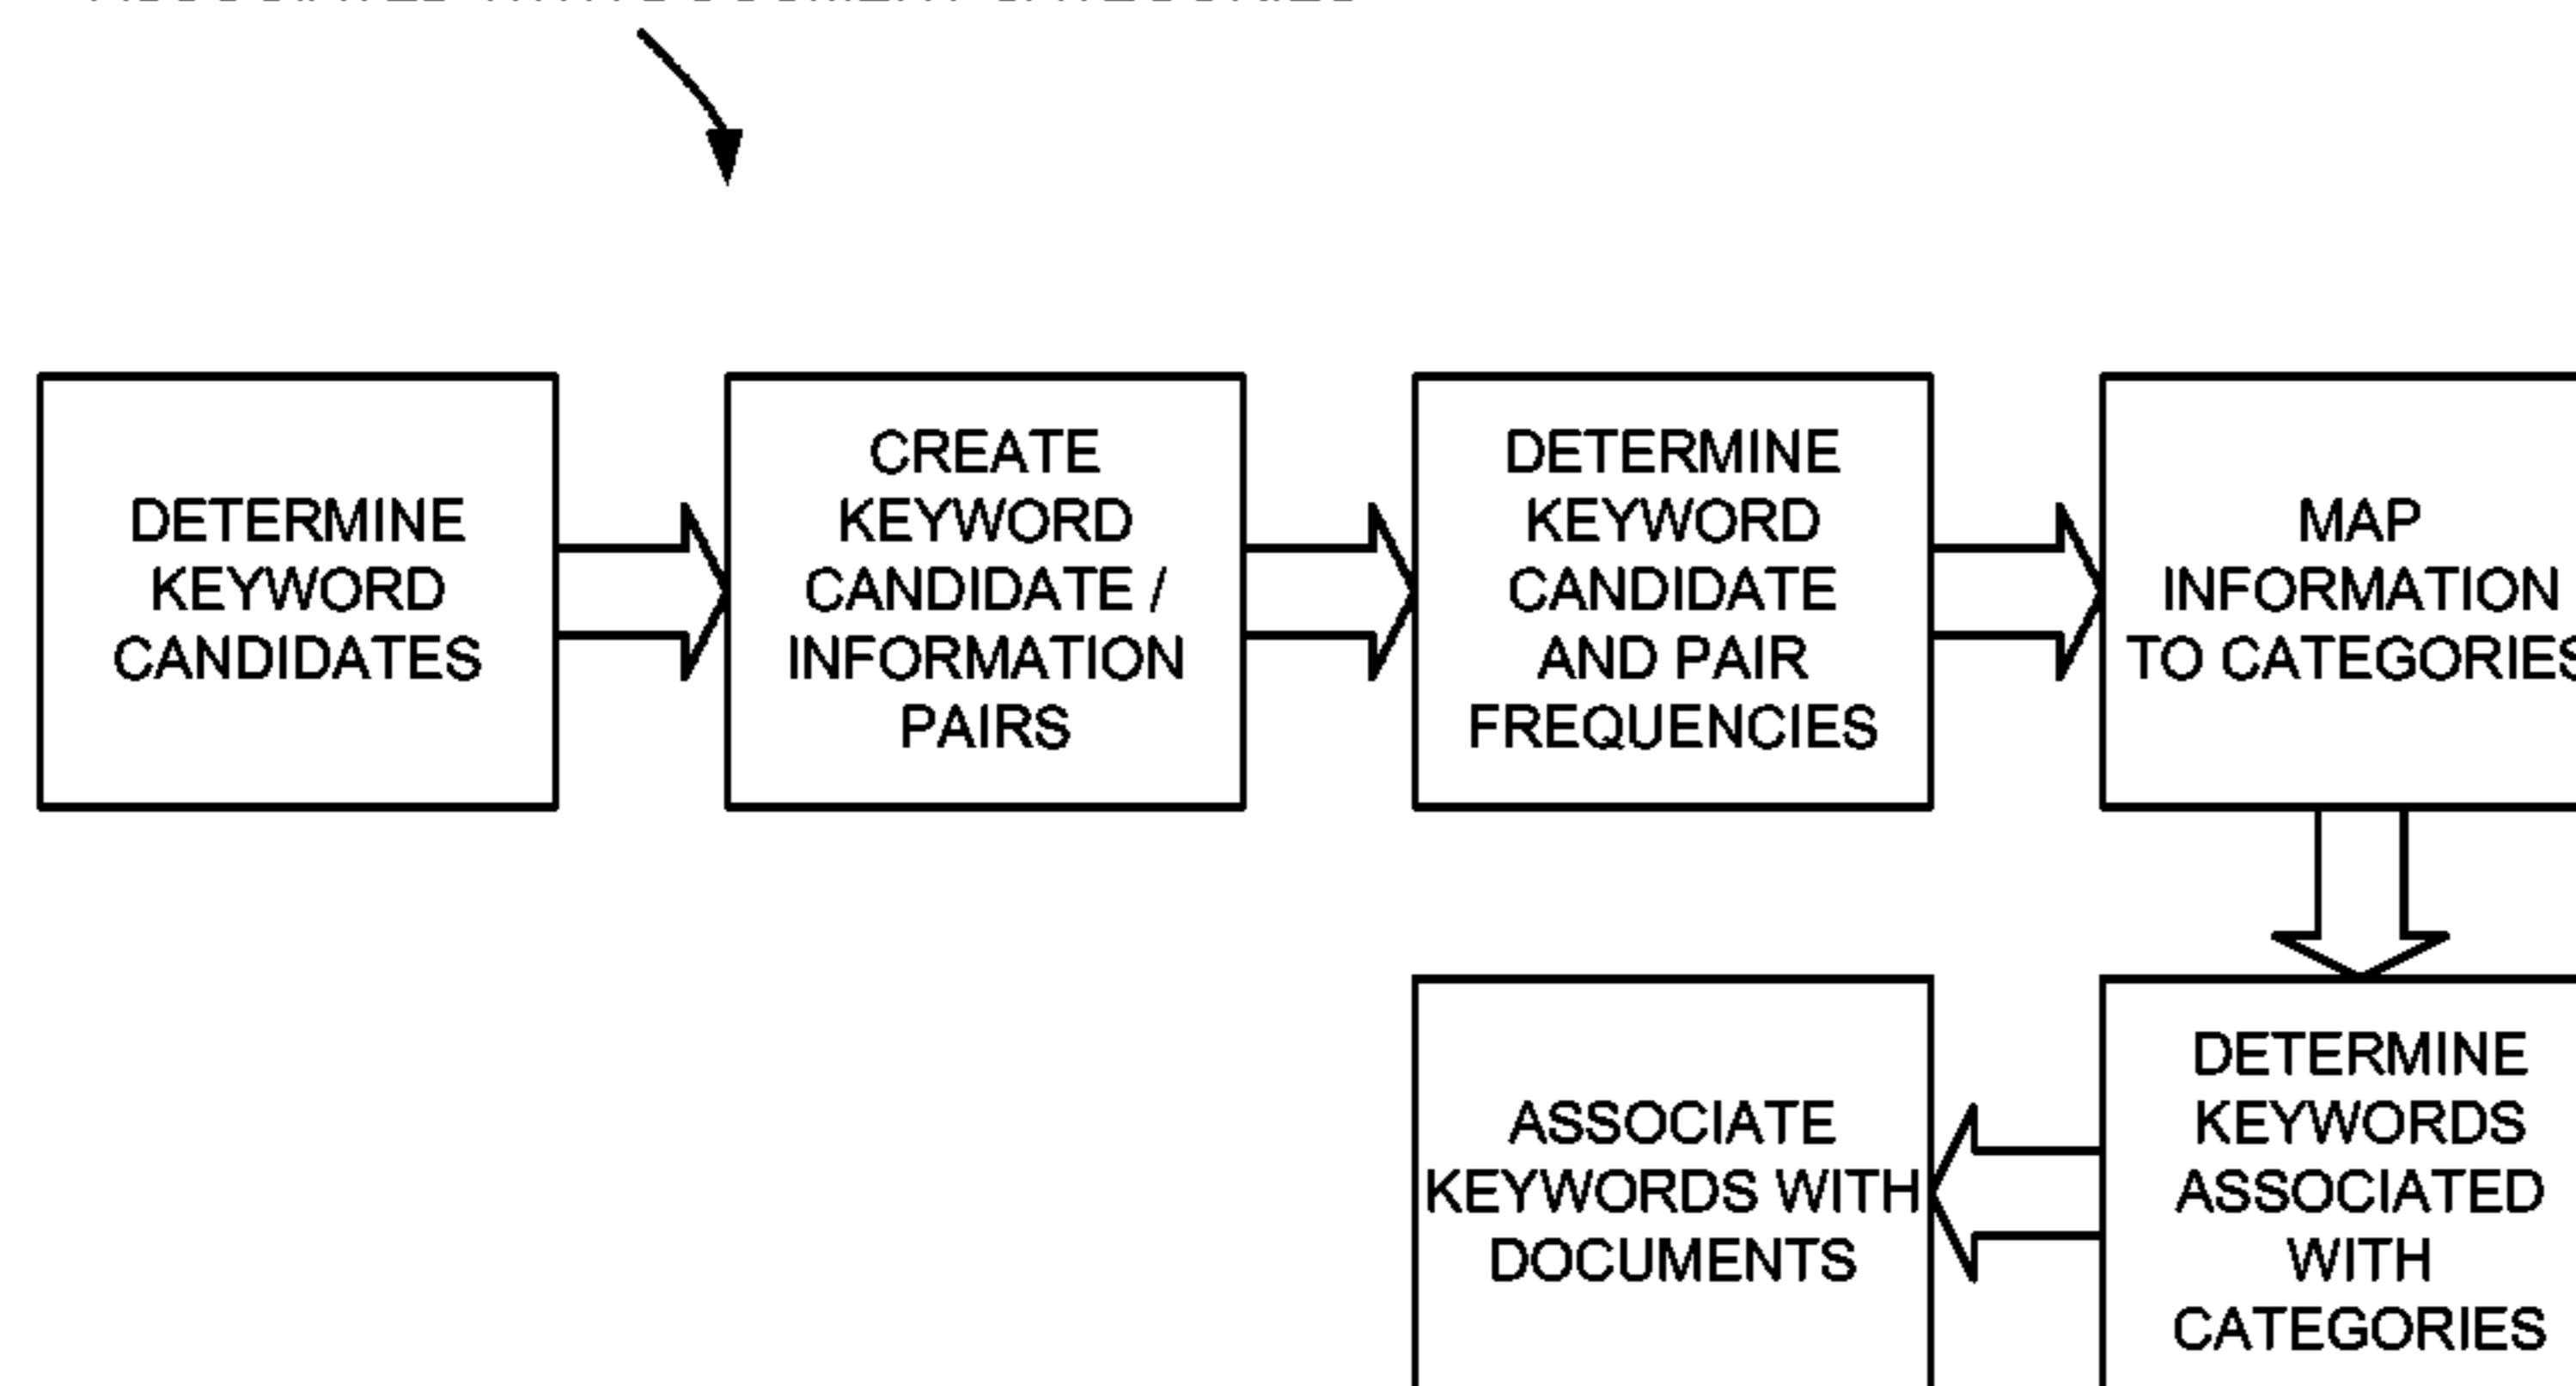 DETERMINE
KEYWORD
CANDIDATES
CREATE
KEYWORD
CANDIDATE /
INFORMATION
PAIRS
DETERMINE
KEYWORD
CANDIDATE
AND PAIR
FREQUENCIES
MAP
INFORMATION
TO CATEGORIES
DETERMINE
KEYWORDS
ASSOCIATED
WITH
CATEGORIES
ASSOCIATE
KEYWORDS WITH
DOCUMENTS